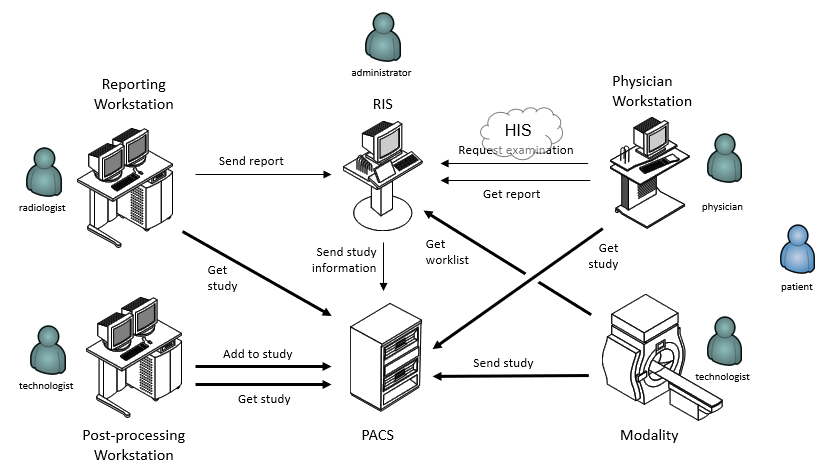 administrator
Reporting
Workstation
RIS
Physician
Workstation
HIS
Send report
Request examination
Get report
radiologist
physician
Send study
information
Get
worklist
Get
study
Get
study
patient
Add to study
Get study
Send study
technologist
technologist
Post-processing
Workstation
PACS
Modality